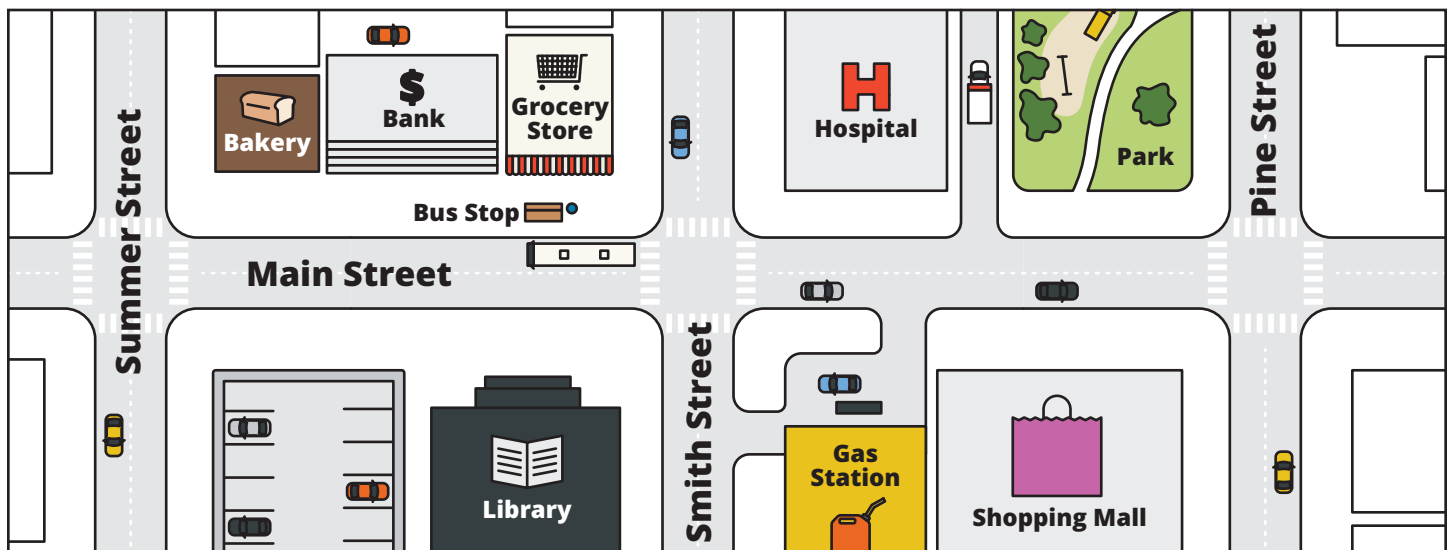 Summer Street
Bakery
$
Bank
Grocery
Store
Bus Stop
Main Street
H
Hospital
Park
Pine Street
Library
Smith Street
Gas
Station
Shopping Mall